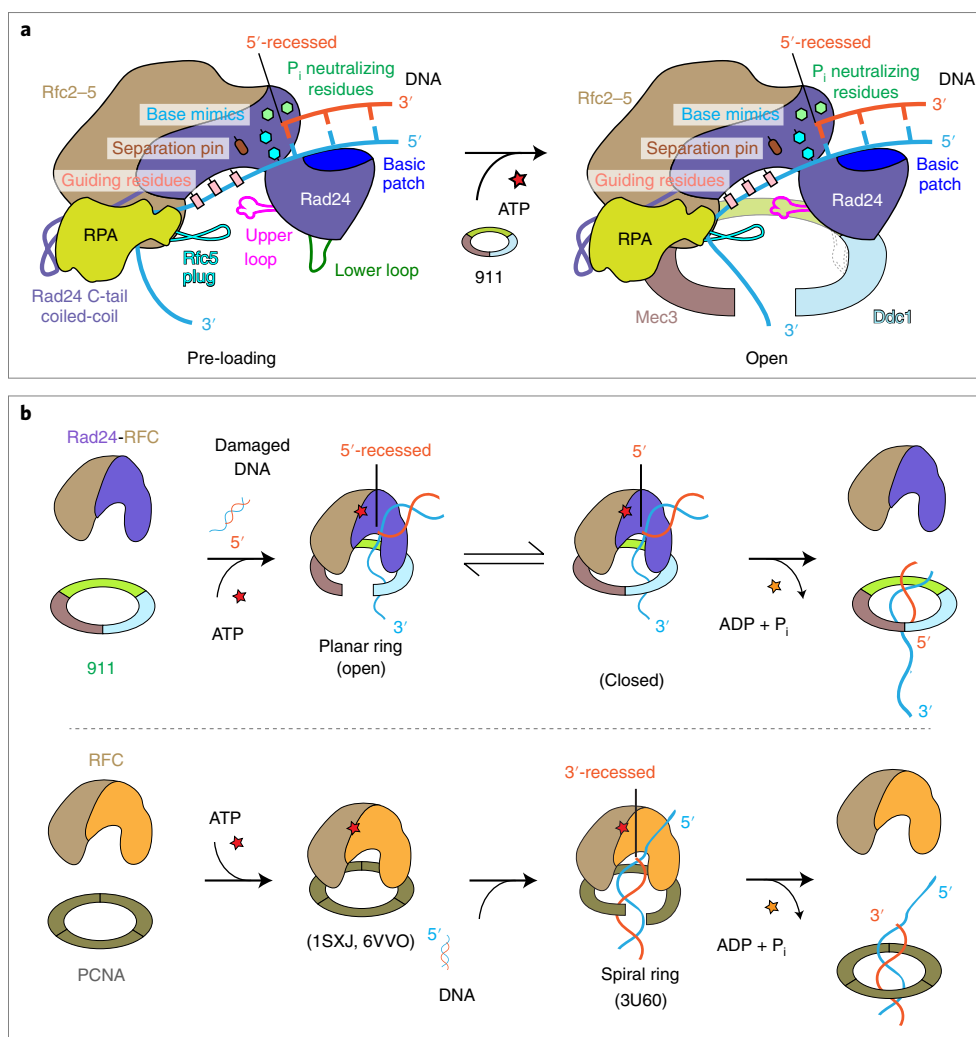 a
5′-recessed
Pi neutralizing residues
DNA
Rfc2–5
3′
Base mimics
5′
Separation pin
Basic patch
Guiding residues
Rad24
RPA
Upper loop
Rfc5 plug
Lower loop
Rad24 C-tail coiled-coil
3′
Pre-loading
ATP
911
5′-recessed
Pi neutralizing residues
DNA
Rfc2–5
3′
Base mimics
5′
Separation pin
Basic patch
Guiding residues
Rad24
RPA
Mec3
Ddc1
3′
Open
b
Rad24-RFC
Damaged DNA
5′
ATP
911
5′-recessed
3′
Planar ring (open)
5′
3′
(Closed)
ADP + Pi
5′
3′
RFC
ATP
PCNA
(1SXJ, 6VVO)
5′
DNA
3′-recessed
5′
Spiral ring (3U60)
ADP + Pi
3′
5′